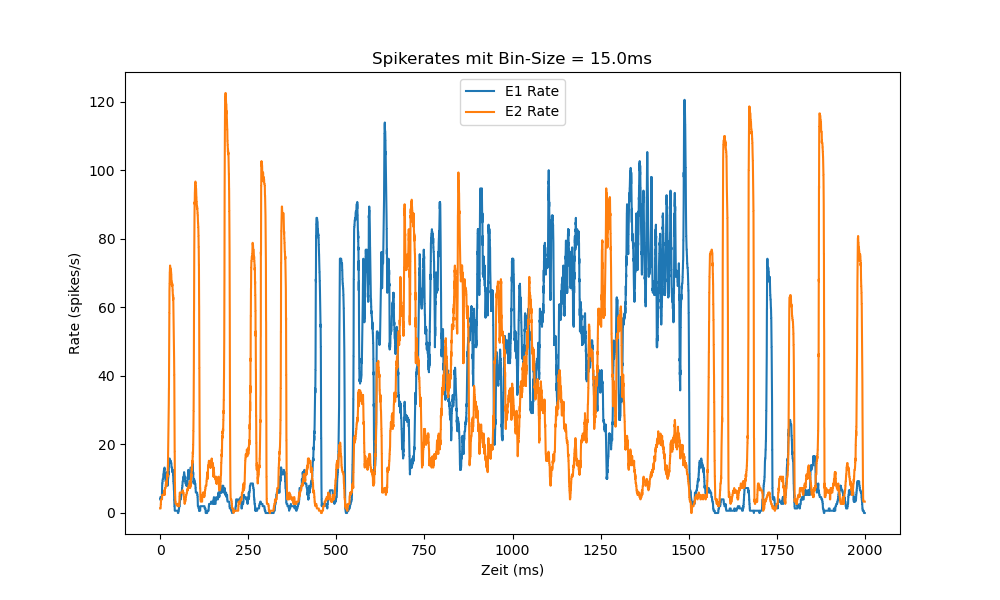 Spikerates mit Bin-Size = 15.0ms
E1 Rate
E2 Rate
Rate (spikes/s)
120
100
80
60
40
20
0
0 250 500 750 1000 1250 1500 1750 2000
Zeit (ms)